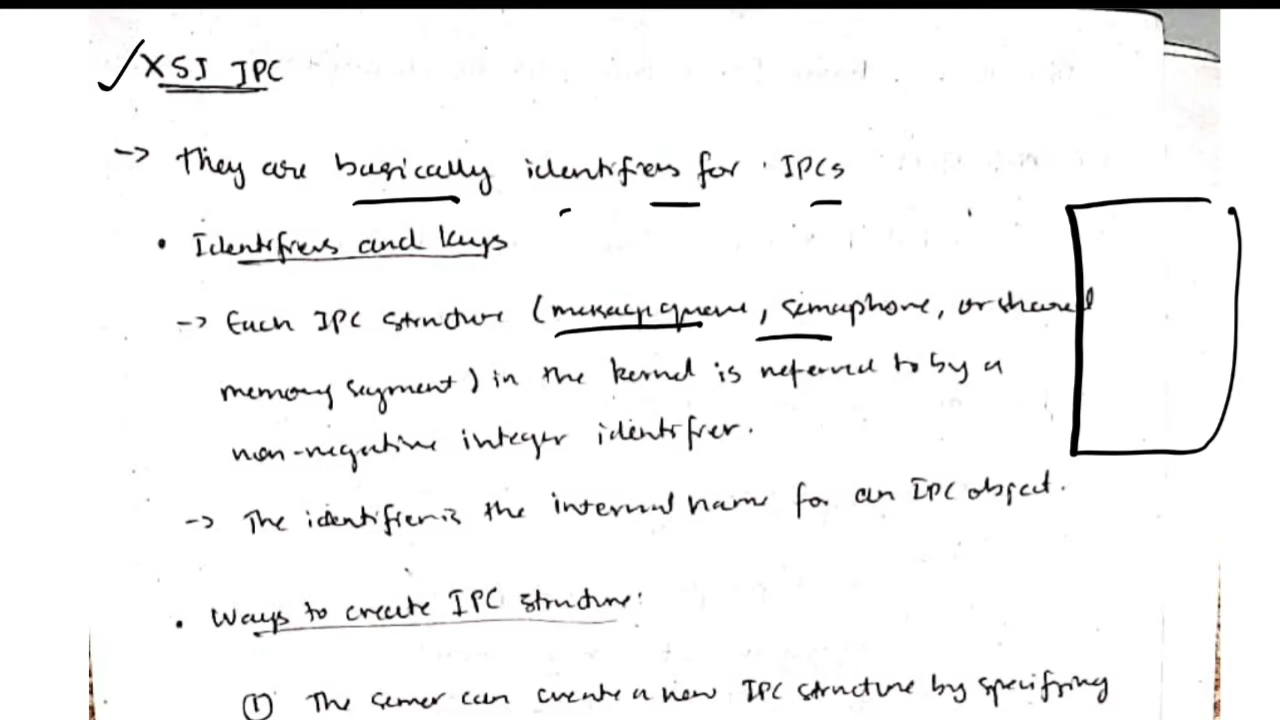 XSI IPC
-> They are basically identifiers for IPCs
• Identifiers and keys
-> Each IPC structure (message queue, semaphore, or shared
memory segment) in the kernel is referred to by a
non-negative integer identifier.
-> The identifier is the internal name for an IPC object.
• Ways to create IPC structure:
① The server can create a new IPC structure by specifying